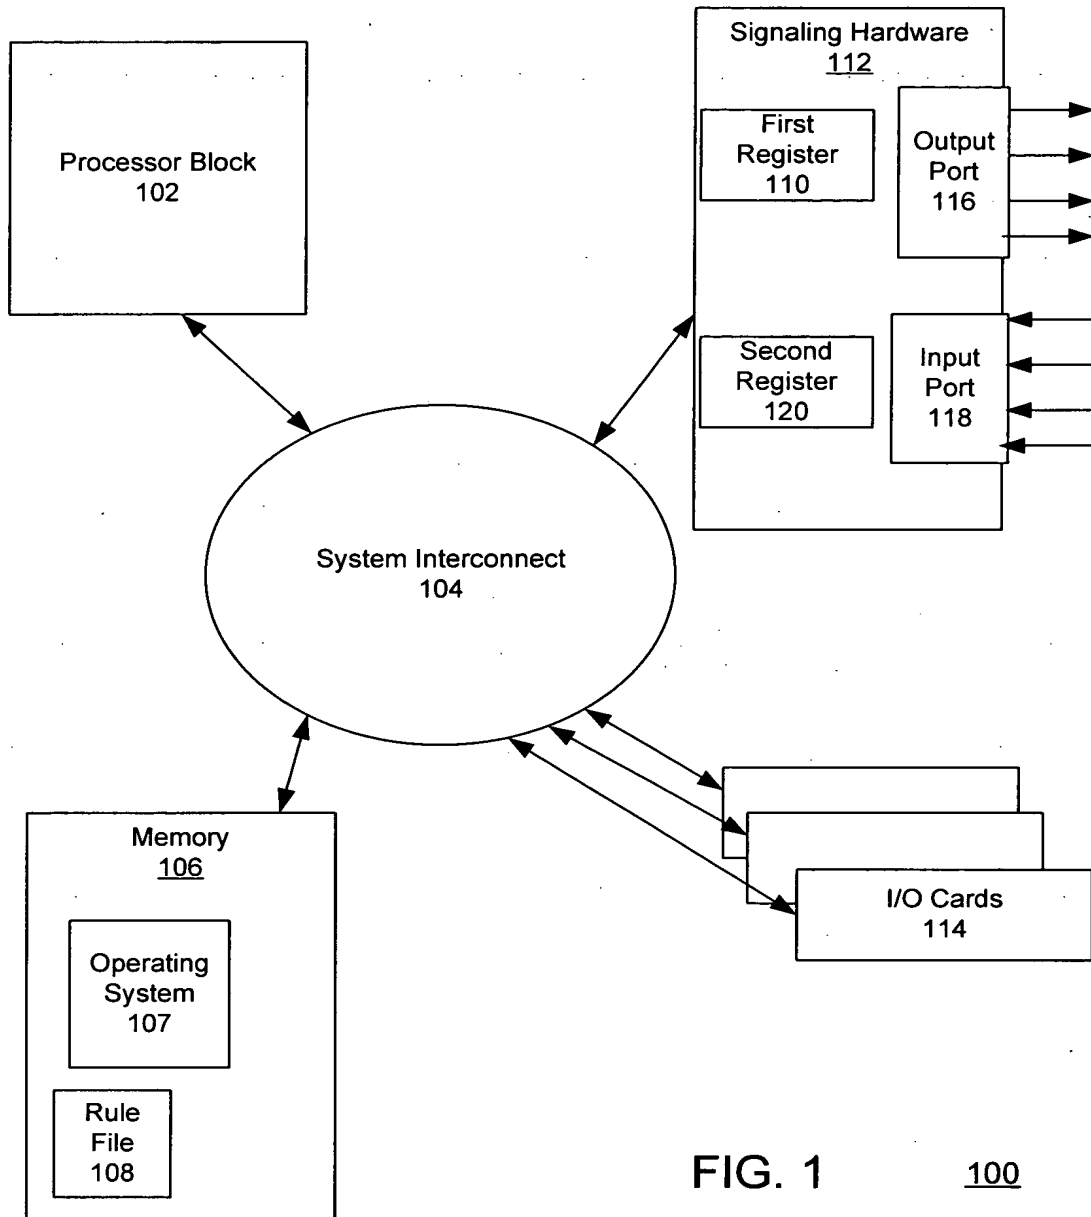 Processor Block
102
Signaling Hardware
112
First
Register
110
Output
Port
116
Second
Register
120
Input
Port
118
System Interconnect
104
Memory
106
Operating
System
107
Rule
File
108
I/O Cards
114
FIG. 1
100